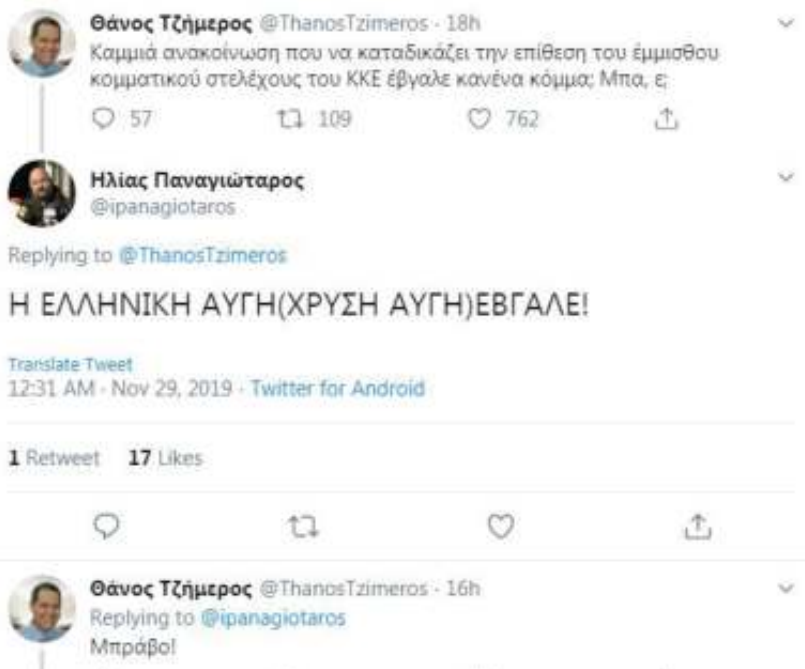 Θάνος Τζήμερος @ThanosTzimeros · 18h
Καμμιά ανακοίνωση που να καταδικάζει την επίθεση του έμμισθου
κομματικού στελέχους του ΚΚΕ έβγαλε κανένα κόμμα; Μπα, ε;
57 109 762
Ηλίας Παναγιώταρος
@ipanagiotaros
Replying to @ThanosTzimeros
Η ΕΛΛΗΝΙΚΗ ΑΥΓΗ(ΧΡΥΣΗ ΑΥΓΗ)ΕΒΓΑΛΕ!
Translate Tweet
12:31 AM · Nov 29, 2019 · Twitter for Android
1 Retweet 17 Likes
Θάνος Τζήμερος @ThanosTzimeros · 16h
Replying to @ipanagiotaros
Μπράβο!